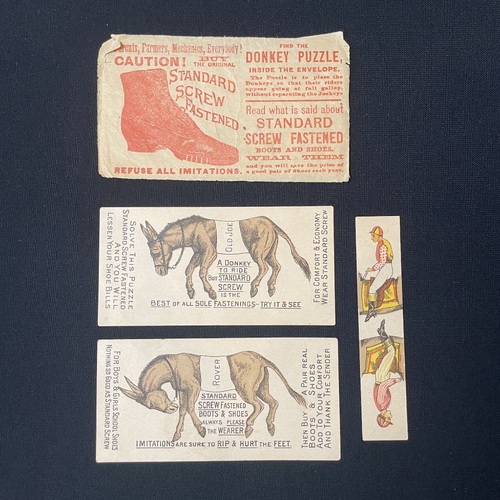 Parents, Farmers, Mechanics, Everybody!
CAUTION! BUY
THE ORIGINAL
STANDARD
SCREW
FASTENED
REFUSE ALL IMITATIONS.
FIND THE
DONKEY PUZZLE,
INSIDE THE ENVELOPE.
The Puzzle is to place the
Donkeys so that their riders
appear going at full gallop,
without separating the Jockeys
Read what is said about
STANDARD
SCREW FASTENED
BOOTS AND SHOES.
WEAR THEM
and you will save the price of
a good pair of Shoes each year.
SOLVE THIS PUZZLE
STANDARD SCREW FASTENED
AND YOU WILL
LESSEN YOUR SHOE BILLS
OLD JOE
A DONKEY
TO RIDE
BUT STANDARD
SCREW
IS THE
BEST OF ALL SOLE FASTENINGS - TRY IT & SEE
FOR COMFORT & ECONOMY
WEAR STANDARD SCREW
FOR BOYS & GIRLS SCHOOL SHOES
NOTHING SO GOOD AS STANDARD SCREW
ROVER
STANDARD
SCREW FASTENED
BOOTS & SHOES
ALWAYS PLEASE
THE WEARER
IMITATIONS ARE SURE TO RIP & HURT THE FEET.
THEN BUY A PAIR REAL
BOOTS & SHOES
ADD TO YOUR COMFORT
AND THANK THE SENDER